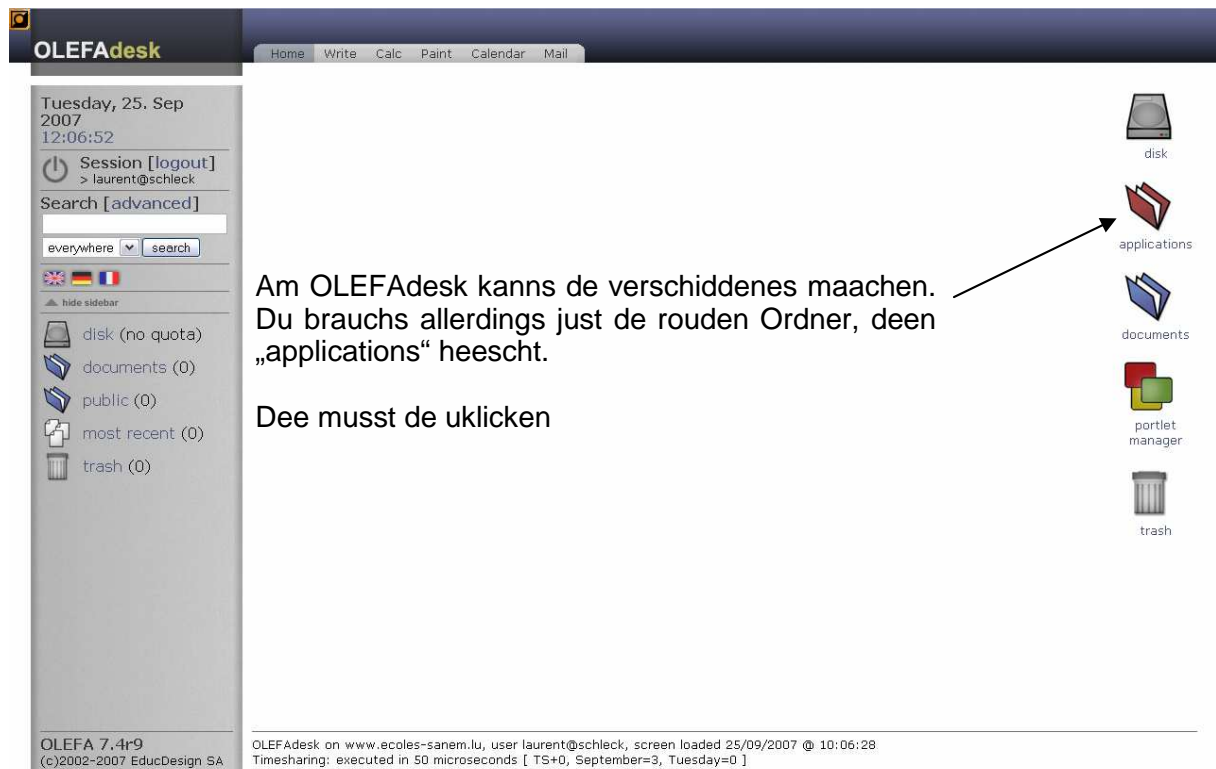 OLEFAdesk
Home Write Calc Paint Calendar Mail
Tuesday, 25. Sep
2007
12:06:52
Session [logout]
> laurent@schleck
Search [advanced]
everywhere search
hide sidebar
disk (no quota)
documents (0)
public (0)
most recent (0)
trash (0)
OLEFA 7.4r9
(c)2002-2007 EducDesign SA
Am OLEFAdesk kanns de verschiddenes maachen.
Du brauchs allerdings just de rouden Ordner, deen
„applications“ heescht.
Dee musst de uklicken
disk
applications
documents
portlet
manager
trash
OLEFAdesk on www.ecoles-sanem.lu, user laurent@schleck, screen loaded 25/09/2007 @ 10:06:28
Timesharing: executed in 50 microseconds [ TS+0, September=3, Tuesday=0 ]